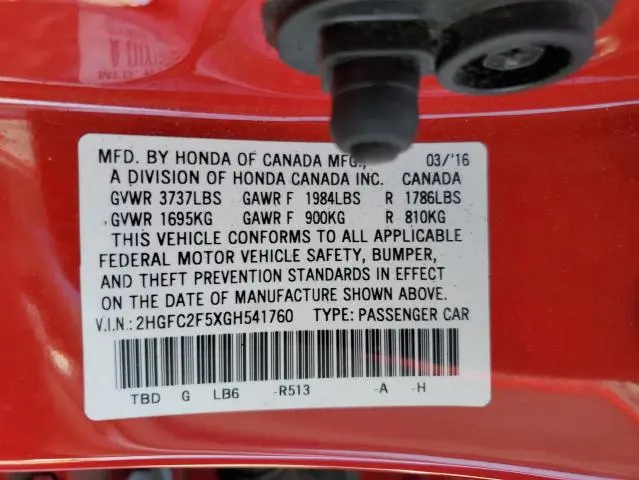 MFD. BY HONDA OF CANADA MFG., 03/'16
A DIVISION OF HONDA CANADA INC. CANADA
GVWR 3737LBS GAWR F 1984LBS R 1786LBS
GVWR 1695KG GAWR F 900KG R 810KG
THIS VEHICLE CONFORMS TO ALL APPLICABLE
FEDERAL MOTOR VEHICLE SAFETY, BUMPER,
AND THEFT PREVENTION STANDARDS IN EFFECT
ON THE DATE OF MANUFACTURE SHOWN ABOVE.
V.I.N.: 2HGFC2F5XGH541760 TYPE: PASSENGER CAR
TBD G LB6 -R513 -A -H